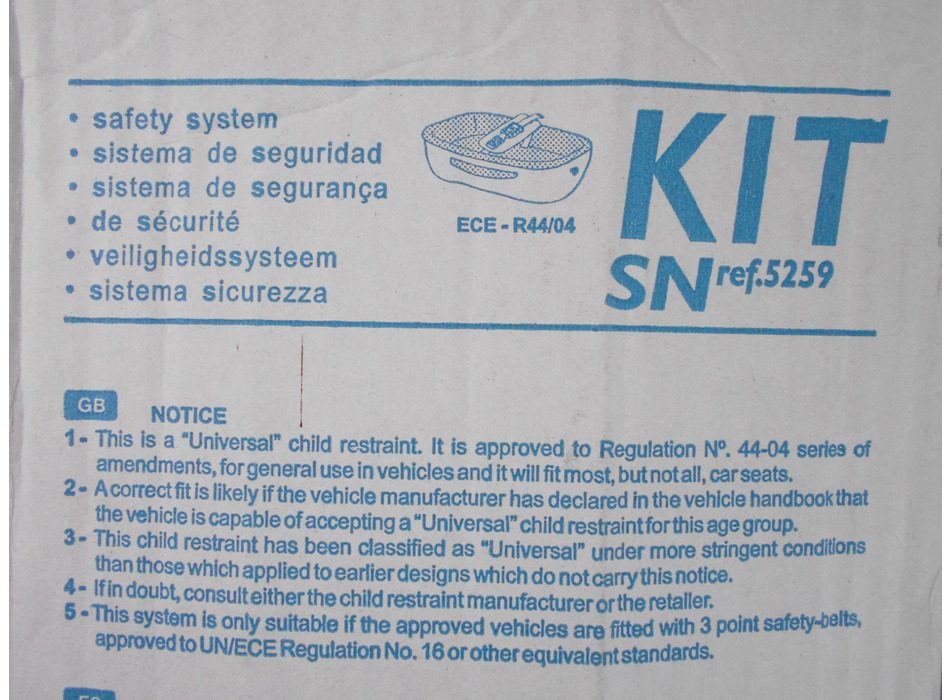 • safety system
• sistema de seguridad
• sistema de segurança
• de sécurité
• veiligheidssysteem
• sistema sicurezza
ECE - R44/04
KIT
SN ref.5259
GB NOTICE
1 - This is a “Universal” child restraint. It is approved to Regulation Nº. 44-04 series of
amendments, for general use in vehicles and it will fit most, but not all, car seats.
2 - A correct fit is likely if the vehicle manufacturer has declared in the vehicle handbook that
the vehicle is capable of accepting a “Universal” child restraint for this age group.
3 - This child restraint has been classified as “Universal” under more stringent conditions
than those which applied to earlier designs which do not carry this notice.
4 - If in doubt, consult either the child restraint manufacturer or the retailer.
5 - This system is only suitable if the approved vehicles are fitted with 3 point safety-belts,
approved to UN/ECE Regulation No. 16 or other equivalent standards.